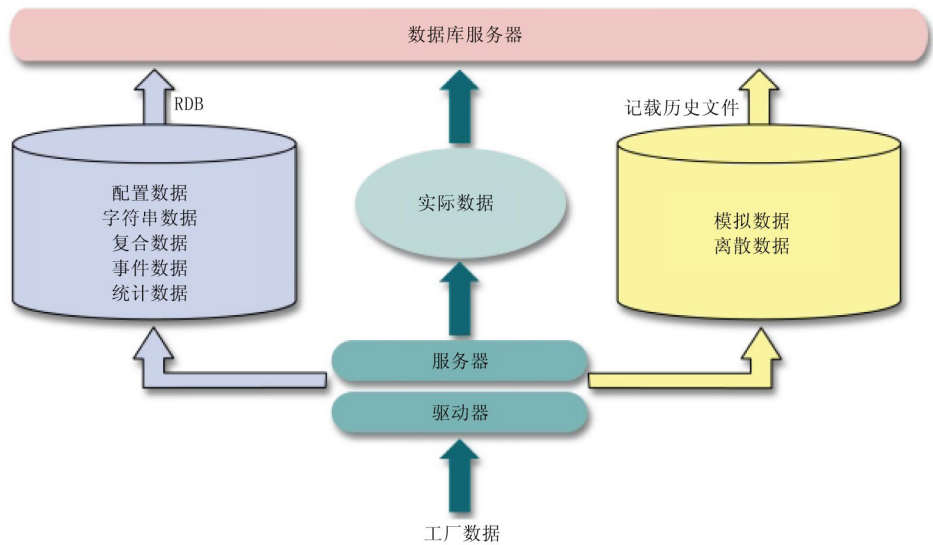 数据库服务器
RDB
记载历史文件
配置数据
字符串数据
复合数据
事件数据
统计数据
实际数据
模拟数据
离散数据
服务器
驱动器
工厂数据